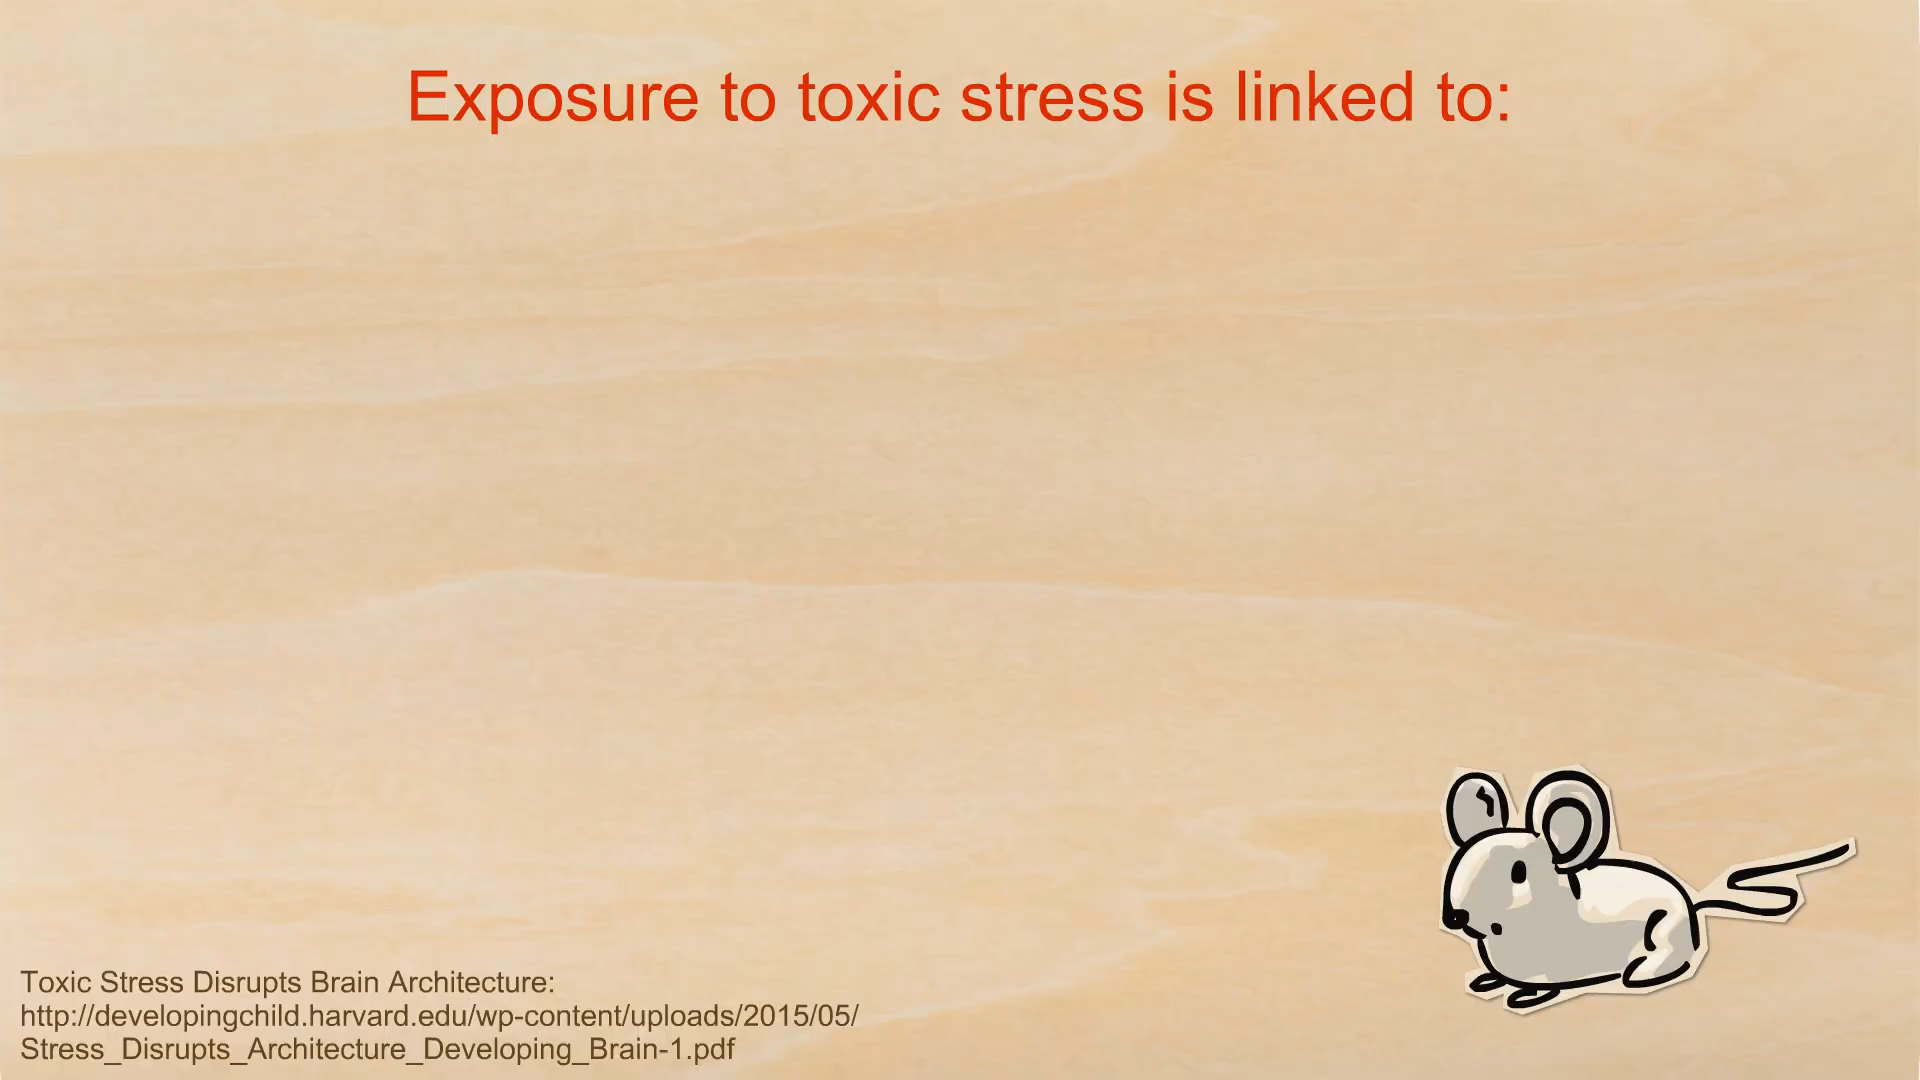 Exposure to toxic stress is linked to:
Toxic Stress Disrupts Brain Architecture:
http://developingchild.harvard.edu/wp-content/uploads/2015/05/
Stress_Disrupts_Architecture_Developing_Brain-1.pdf